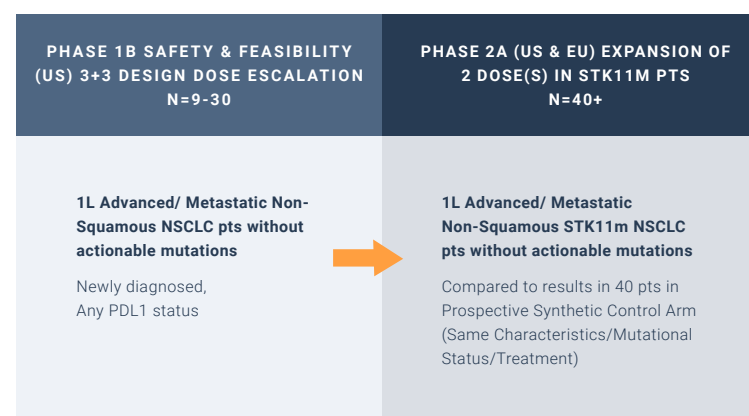 PHASE 1B SAFETY & FEASIBILITY
(US) 3+3 DESIGN DOSE ESCALATION
N=9-30
1L Advanced/ Metastatic Non-
Squamous NSCLC pts without
actionable mutations
Newly diagnosed,
Any PDL1 status
PHASE 2A (US & EU) EXPANSION OF
2 DOSE(S) IN STK11M PTS
N=40+
1L Advanced/ Metastatic
Non-Squamous STK11m NSCLC
pts without actionable mutations
Compared to results in 40 pts in
Prospective Synthetic Control Arm
(Same Characteristics/Mutational
Status/Treatment)